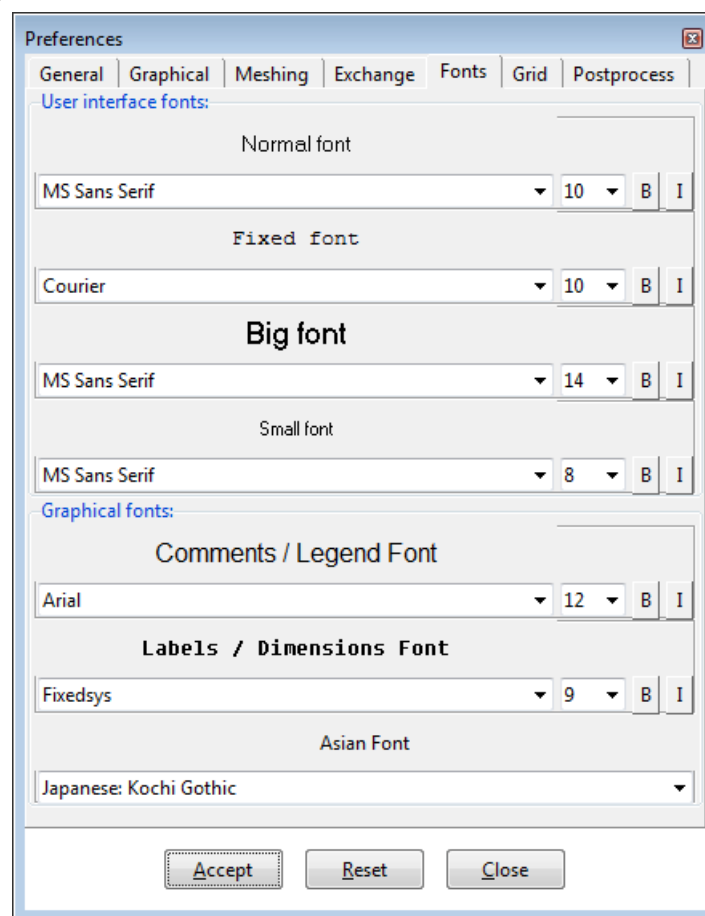 Preferences
General Graphical Meshing Exchange Fonts Grid Postprocess
User interface fonts:
Normal font
MS Sans Serif 10 B I
Fixed font
Courier 10 B I
Big font
MS Sans Serif 14 B I
Small font
MS Sans Serif 8 B I
Graphical fonts:
Comments / Legend Font
Arial 12 B I
Labels / Dimensions Font
Fixedsys 9 B I
Asian Font
Japanese: Kochi Gothic
Accept Reset Close